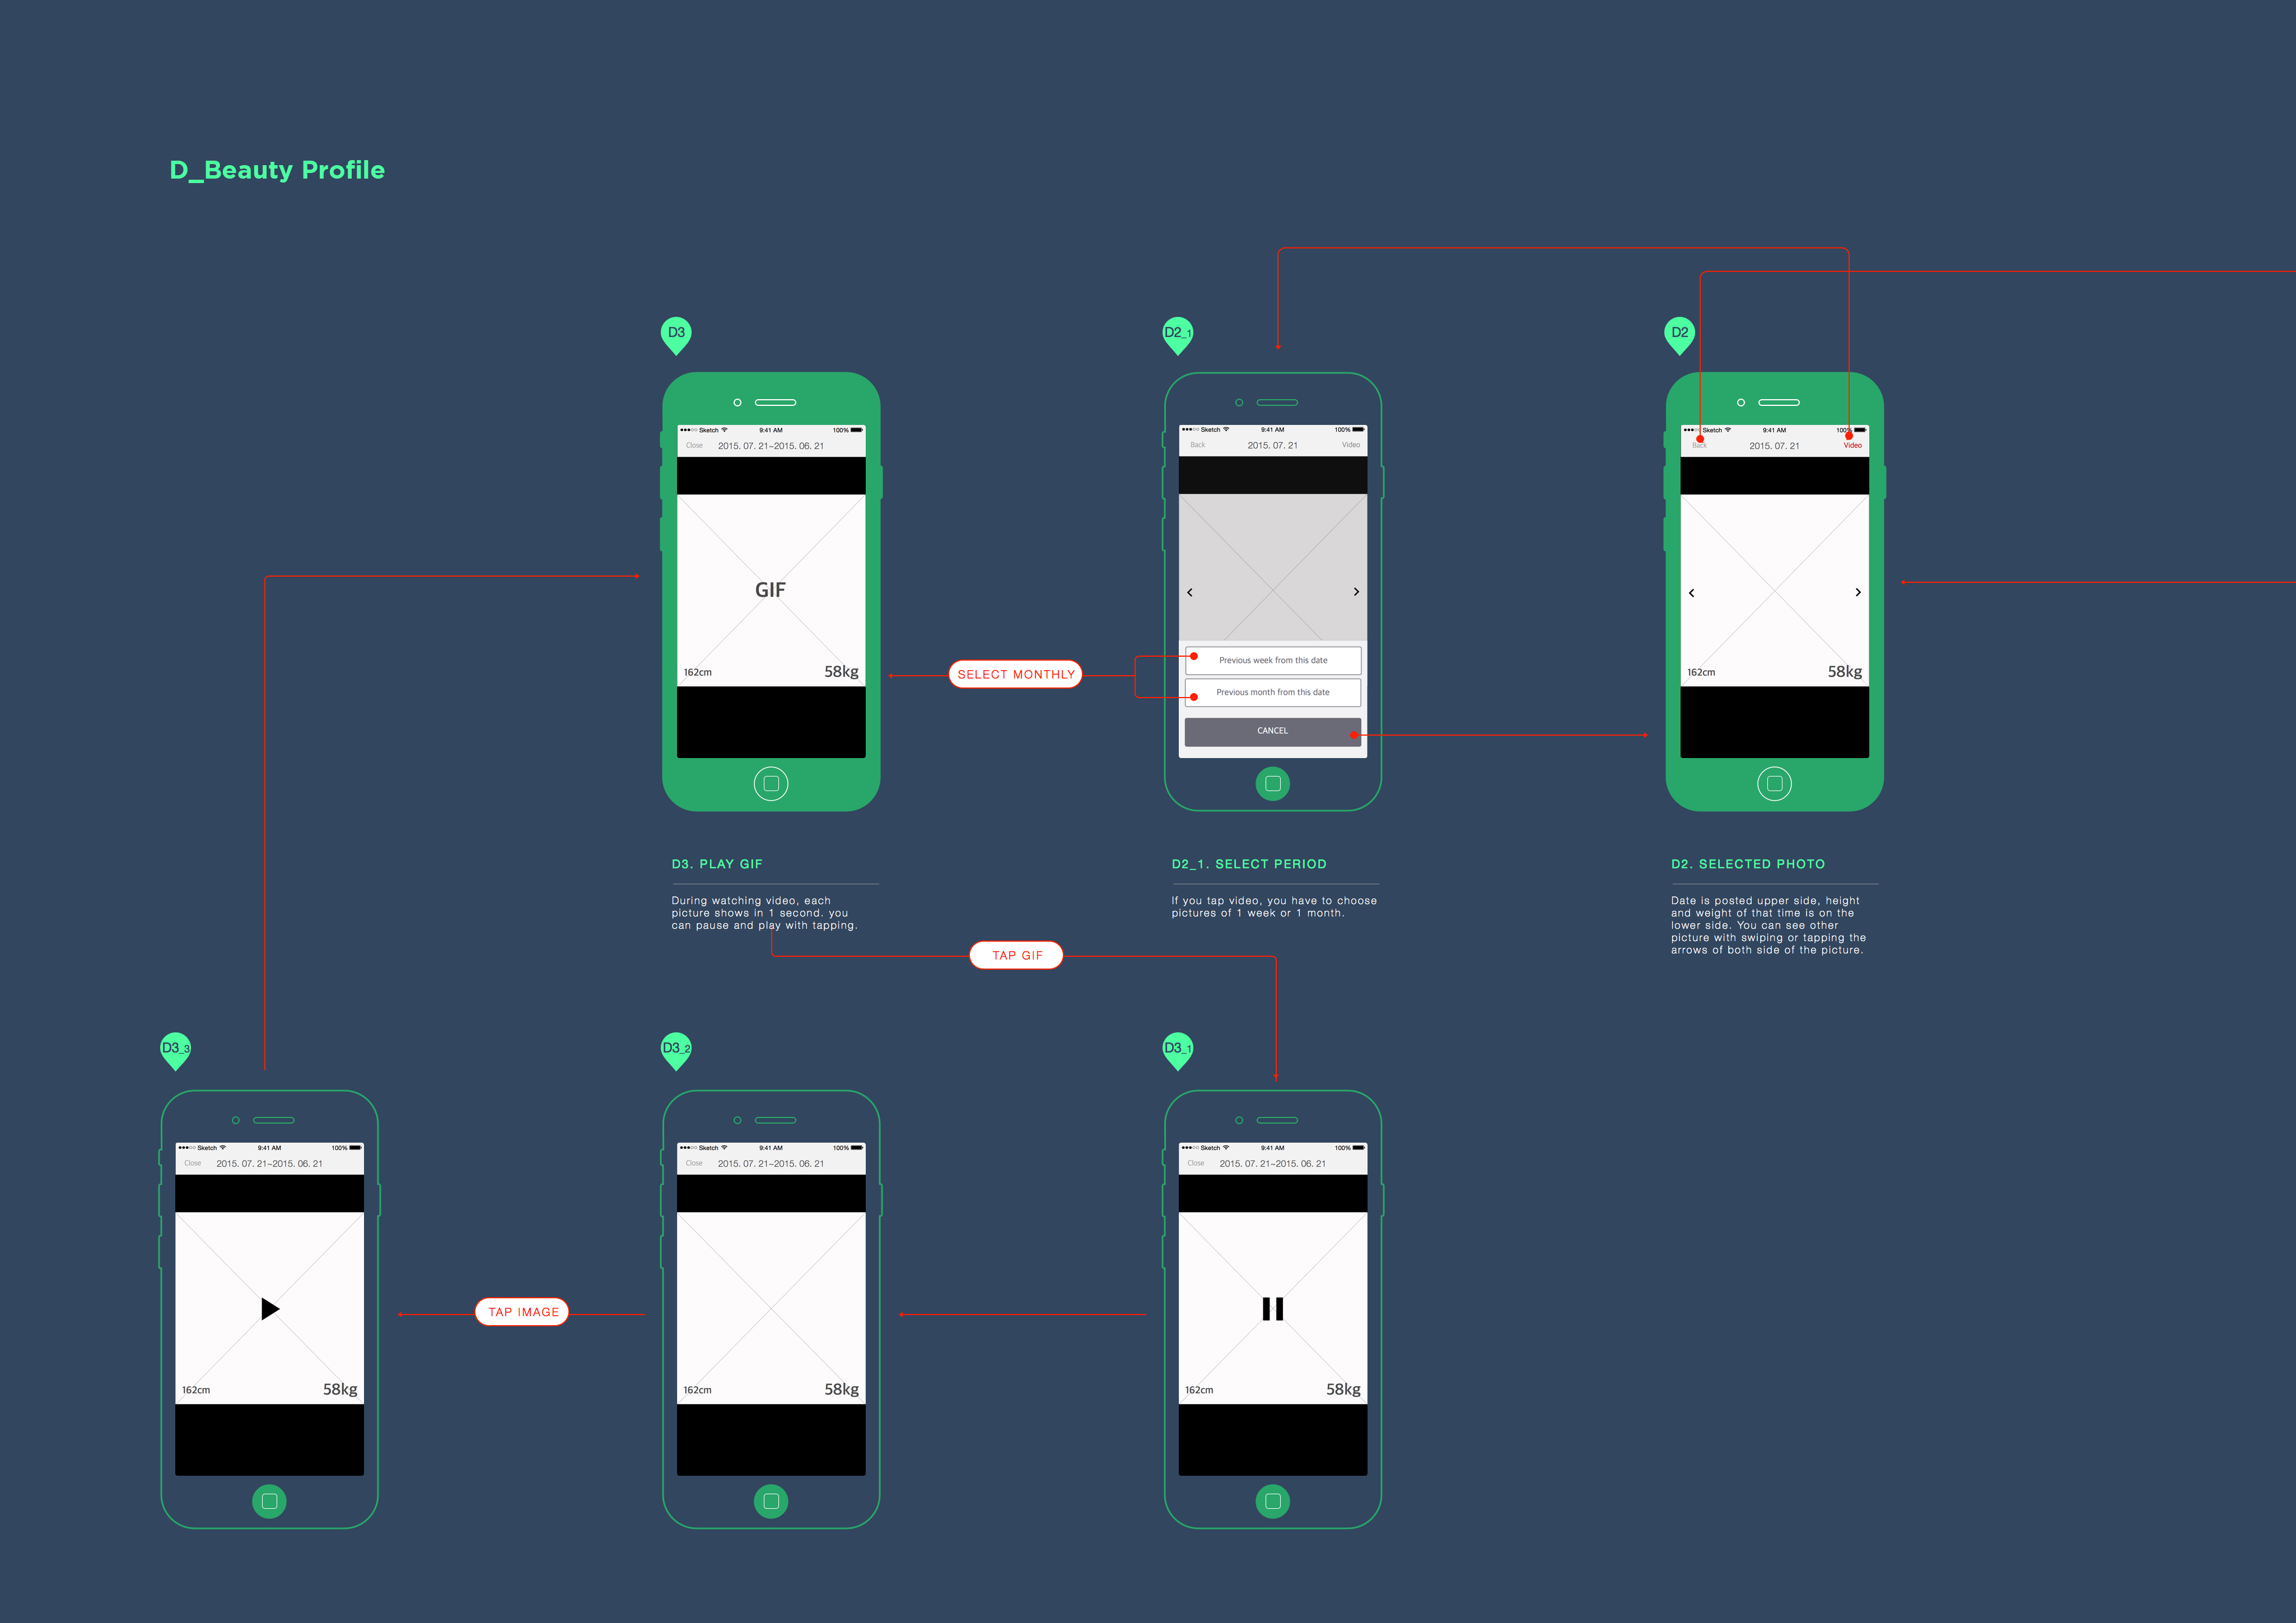 D_Beauty Profile
D3
D2_1
D2
Sketch 9:41 AM 100%
Close 2015. 07. 21~2015. 06. 21
GIF
162cm 58kg
Sketch 9:41 AM 100%
Back 2015. 07. 21 Video
Previous week from this date
Previous month from this date
CANCEL
Sketch 9:41 AM 100%
Back 2015. 07. 21 Video
162cm 58kg
SELECT MONTHLY
D3. PLAY GIF
During watching video, each
picture shows in 1 second. you
can pause and play with tapping.
D2_1. SELECT PERIOD
If you tap video, you have to choose
pictures of 1 week or 1 month.
D2. SELECTED PHOTO
Date is posted upper side, height
and weight of that time is on the
lower side. You can see other
picture with swiping or tapping the
arrows of both side of the picture.
TAP GIF
D3_3
D3_2
D3_1
Sketch 9:41 AM 100%
Close 2015. 07. 21~2015. 06. 21
162cm 58kg
TAP IMAGE
Sketch 9:41 AM 100%
Close 2015. 07. 21~2015. 06. 21
162cm 58kg
Sketch 9:41 AM 100%
Close 2015. 07. 21~2015. 06. 21
162cm 58kg